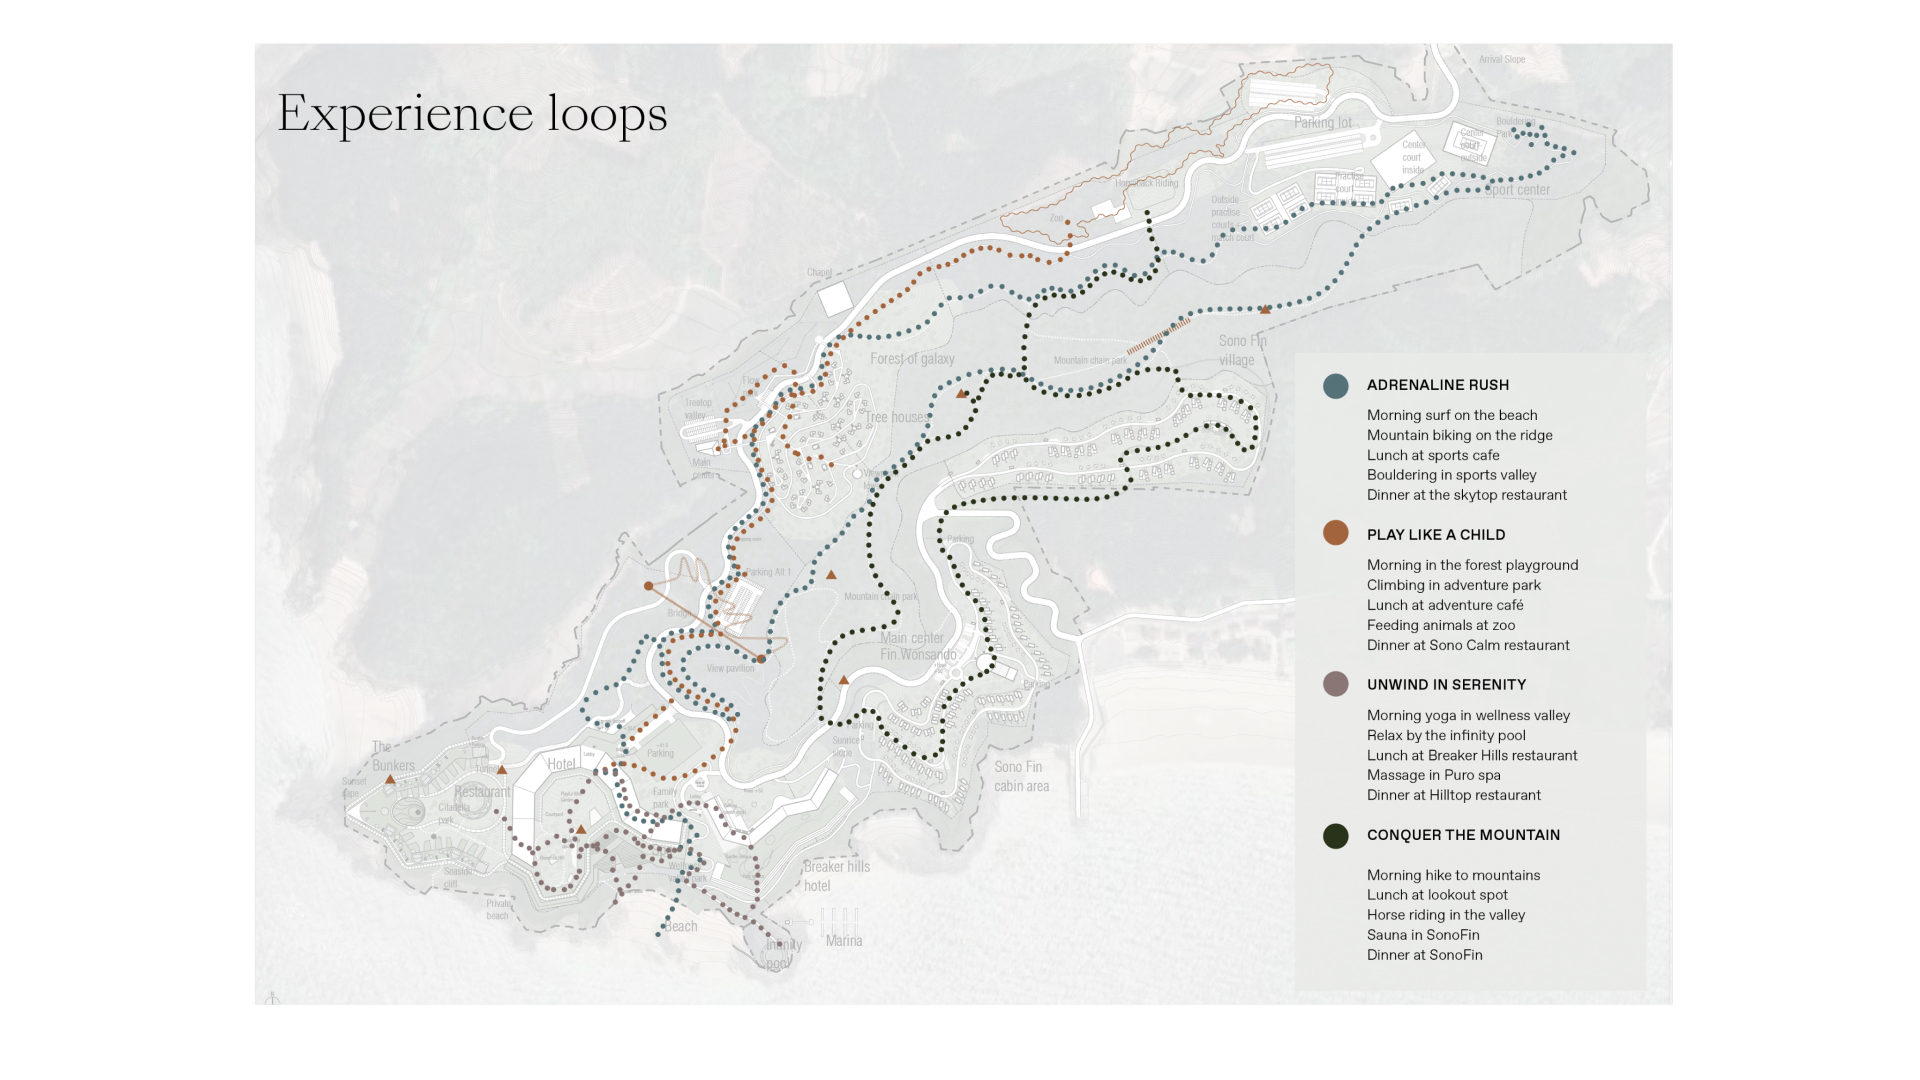 Experience loops
Arrival Slope
Parking lot
Bouldering
Park
Center
court
outside
Center
court
inside
Practice
court
Sport center
Horseback Riding
Outside
practise
courts +
match court
Zoo
Chapel
Forest of galaxy
Mountain chain park
Sono Fin
village
Treetop
valley
Tree houses
Main
Parking Alt 1
Bridge
View pavilion
Mountain chain park
Parking
Main center
Fin.Wonsando
Parking
Parking
Sunrice
slope
Sono Fin
cabin area
The
Bunkers
Sunset
cape
Tunnel
Hotel
Lobby
Parking
Restaurant
Citadella
park
Courtyard
Family
park
Seaside
cliff
Private
beach
Beach
Breaker hills
hotel
Infinity
pool
Marina
ADRENALINE RUSH
Morning surf on the beach
Mountain biking on the ridge
Lunch at sports cafe
Bouldering in sports valley
Dinner at the skytop restaurant
PLAY LIKE A CHILD
Morning in the forest playground
Climbing in adventure park
Lunch at adventure café
Feeding animals at zoo
Dinner at Sono Calm restaurant
UNWIND IN SERENITY
Morning yoga in wellness valley
Relax by the infinity pool
Lunch at Breaker Hills restaurant
Massage in Puro spa
Dinner at Hilltop restaurant
CONQUER THE MOUNTAIN
Morning hike to mountains
Lunch at lookout spot
Horse riding in the valley
Sauna in SonoFin
Dinner at SonoFin